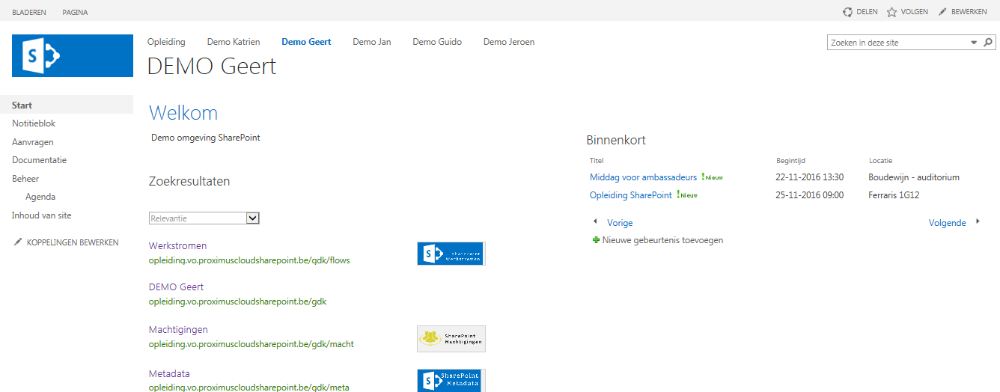 BLADEREN PAGINA DELEN VOLGEN BEWERKEN
S Opleiding Demo Katrien Demo Geert Demo Jan Demo Guido Demo Jeroen Zoeken in deze site
DEMO Geert
Start
Notitieblok
Aanvragen
Documentatie
Beheer
Agenda
Inhoud van site
KOPPELINGEN BEWERKEN
Welkom
Demo omgeving SharePoint
Zoekresultaten
Relevantie
Werkstromen
opleiding.vo.proximuscloudsharepoint.be/gdk/flows
S SharePoint
Werkstromen
DEMO Geert
opleiding.vo.proximuscloudsharepoint.be/gdk
Machtigingen
opleiding.vo.proximuscloudsharepoint.be/gdk/macht
SharePoint
Machtigingen
Metadata
opleiding.vo.proximuscloudsharepoint.be/gdk/meta
S SharePoint
Metadata
Binnenkort
Titel Begintijd Locatie
Middag voor ambassadeurs !Nieuw 22-11-2016 13:30 Boudewijn - auditorium
Opleiding SharePoint !Nieuw 25-11-2016 09:00 Ferraris 1G12
Vorige Volgende
Nieuwe gebeurtenis toevoegen